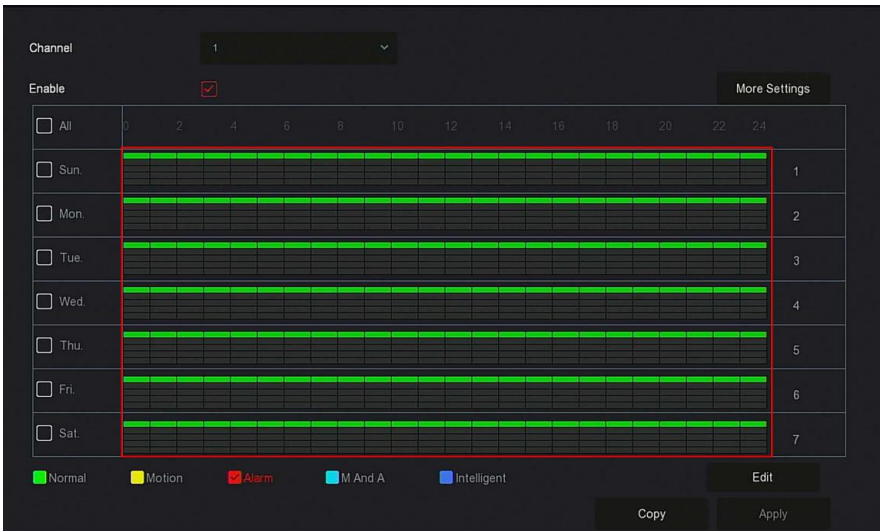 Channel 1
Enable
More Settings
All 0 2 4 6 8 10 12 14 16 18 20 22 24
Sun. 1
Mon. 2
Tue. 3
Wed. 4
Thu. 5
Fri. 6
Sat. 7
Normal Motion Alarm M And A Intelligent Edit
Copy Apply